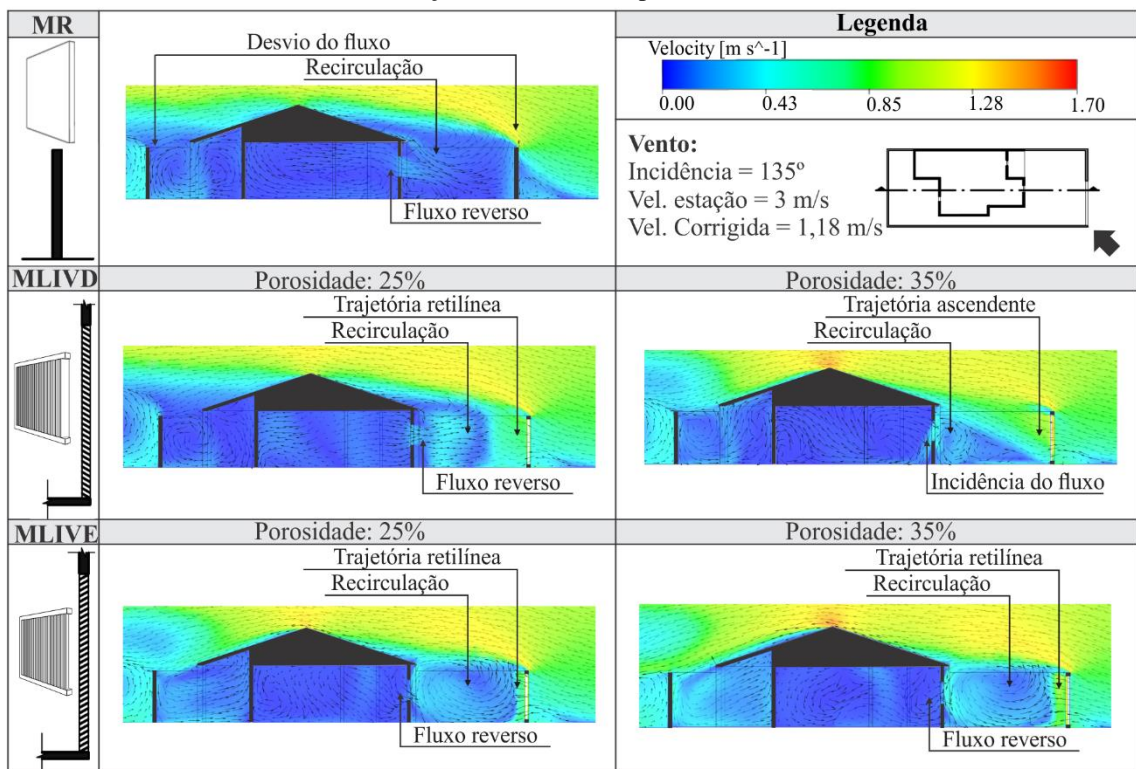 MR
Desvio do fluxo
Recirculação
Fluxo reverso
Legenda
Velocity [m s^-1]
0.00 0.43 0.85 1.28 1.70
Vento:
Incidência = 135º
Vel. estação = 3 m/s
Vel. Corrigida = 1,18 m/s
MLIVD
Porosidade: 25%
Trajetória retilínea
Recirculação
Fluxo reverso
Porosidade: 35%
Trajetória ascendente
Recirculação
Incidência do fluxo
MLIVE
Porosidade: 25%
Trajetória retilínea
Recirculação
Fluxo reverso
Porosidade: 35%
Trajetória retilínea
Recirculação
Fluxo reverso